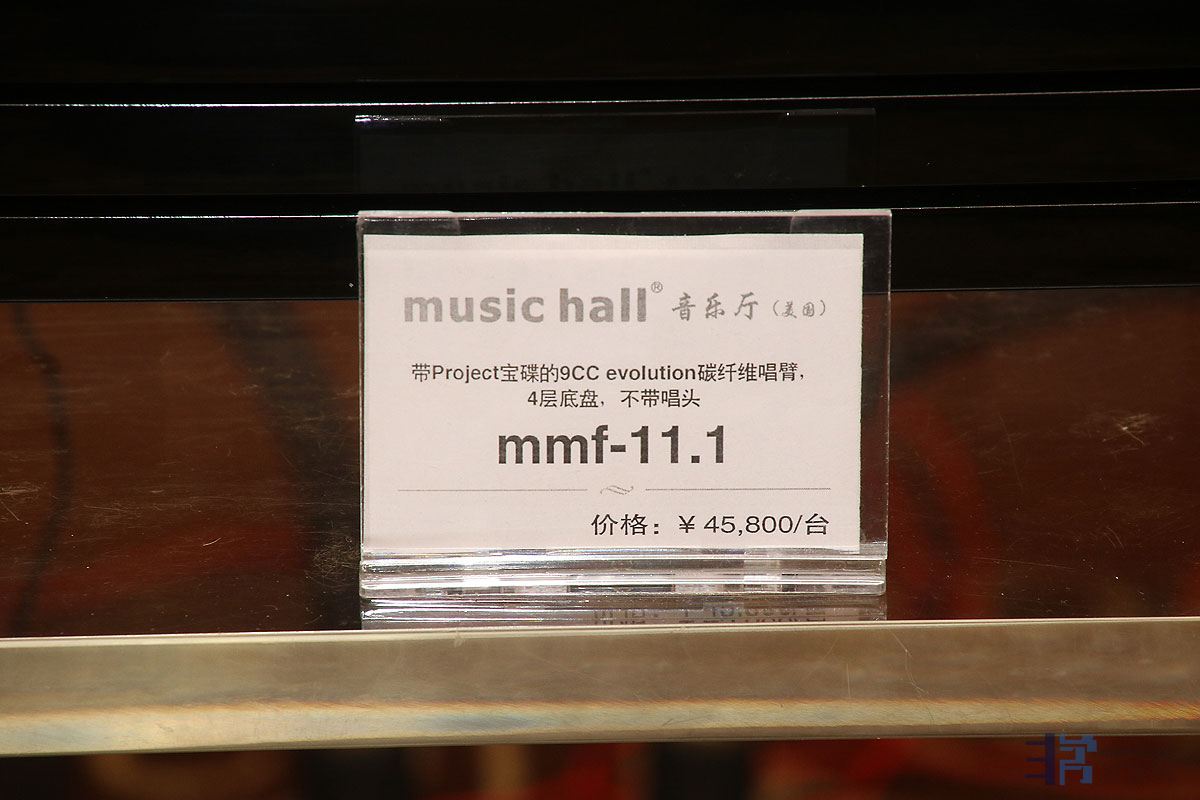 music hall® 音乐厅（美国）
带Project宝碟的9CC evolution碳纤维唱臂，
4层底盘，不带唱头
mmf-11.1
价格：￥45,800/台